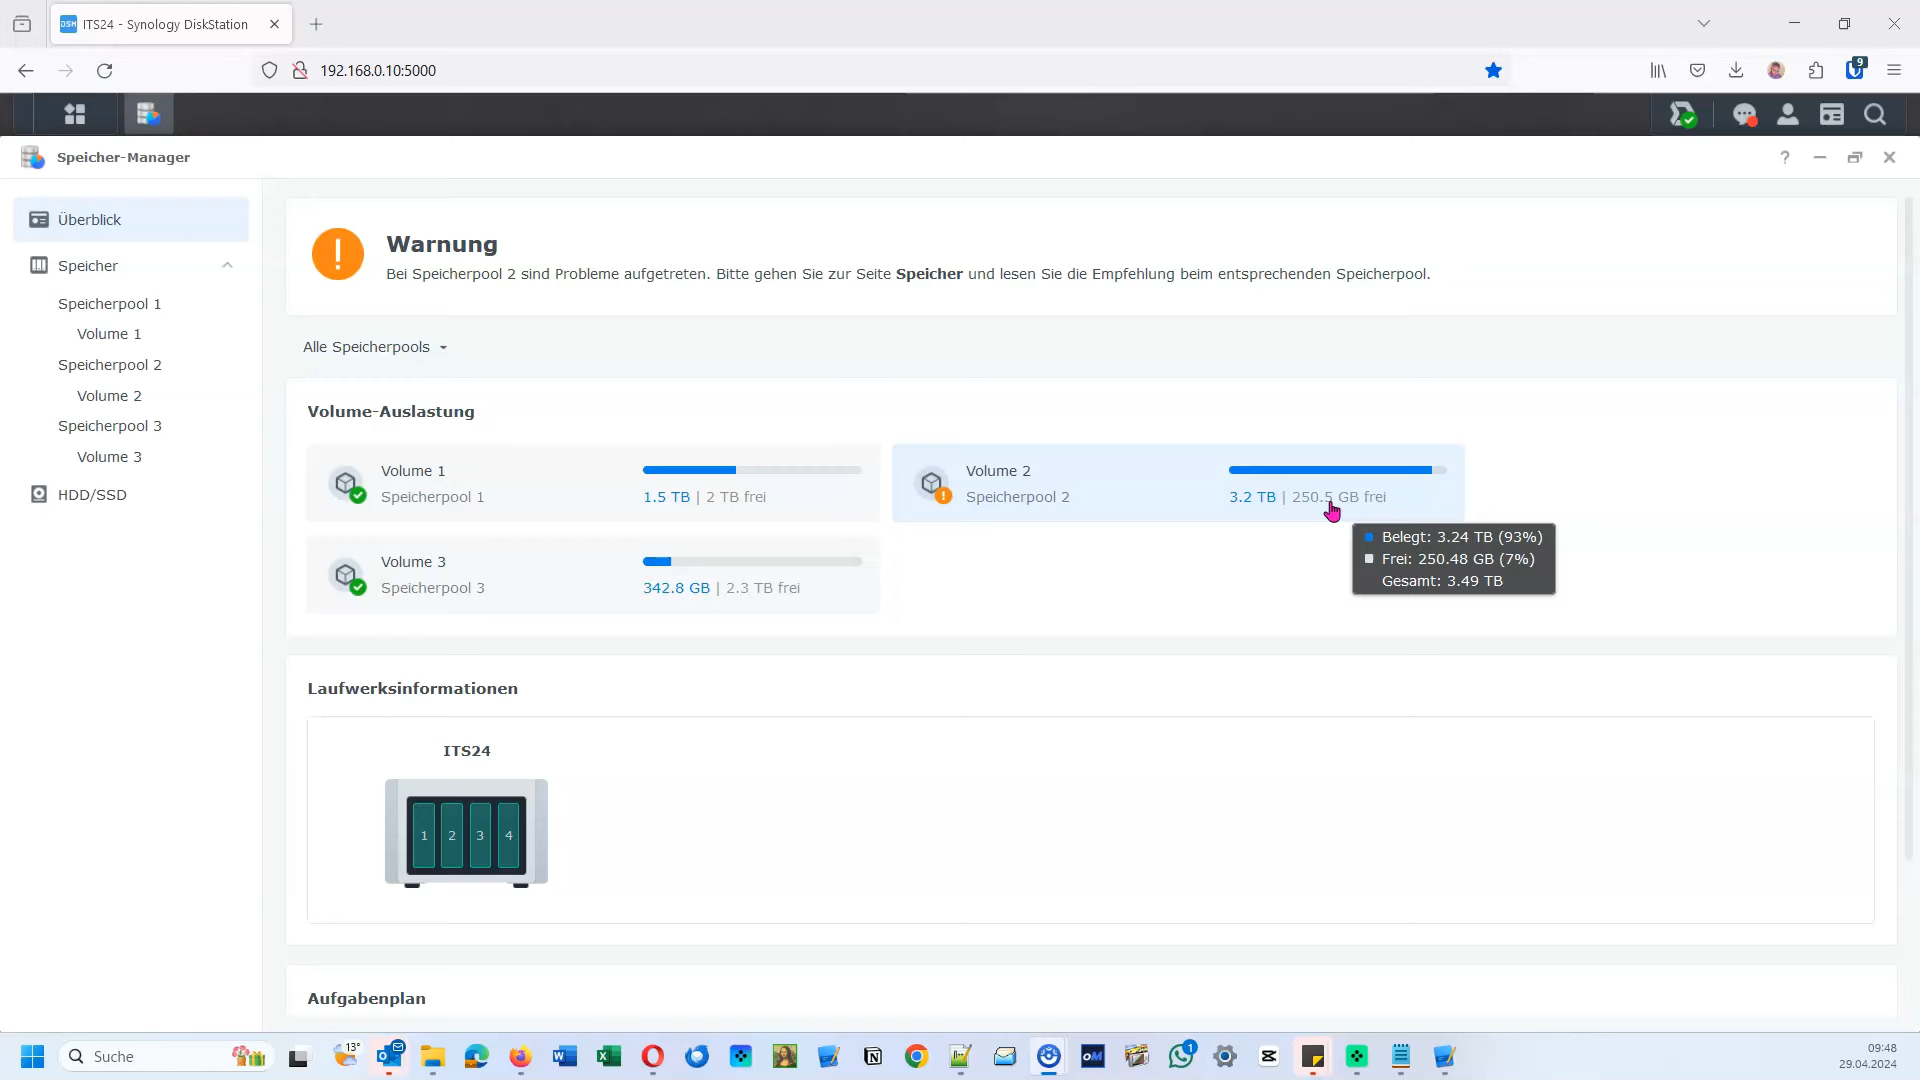 ITS24 - Synology DiskStation
192.168.0.10:5000
9
Speicher-Manager
Überblick
Speicher
Speicherpool 1
Volume 1
Speicherpool 2
Volume 2
Speicherpool 3
Volume 3
HDD/SSD
Warnung
Bei Speicherpool 2 sind Probleme aufgetreten. Bitte gehen Sie zur Seite Speicher und lesen Sie die Empfehlung beim entsprechenden Speicherpool.
Alle Speicherpools
Volume-Auslastung
Volume 1
Speicherpool 1
1.5 TB | 2 TB frei
Volume 2
Speicherpool 2
3.2 TB | 250.5 GB frei
Belegt: 3.24 TB (93%)
Frei: 250.48 GB (7%)
Gesamt: 3.49 TB
Volume 3
Speicherpool 3
342.8 GB | 2.3 TB frei
Laufwerksinformationen
ITS24
1 2 3 4
Aufgabenplan
Suche
13°
oM
1
09:48
29.04.2024